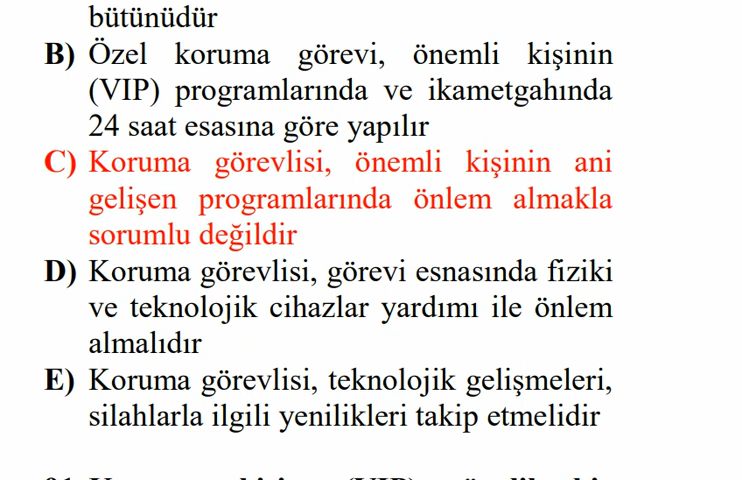 bütünüdür
B) Özel koruma görevi, önemli kişinin
(VIP) programlarında ve ikametgahında
24 saat esasına göre yapılır
C) Koruma görevlisi, önemli kişinin ani
gelişen programlarında önlem almakla
sorumlu değildir
D) Koruma görevlisi, görevi esnasında fiziki
ve teknolojik cihazlar yardımı ile önlem
almalıdır
E) Koruma görevlisi, teknolojik gelişmeleri,
silahlarla ilgili yenilikleri takip etmelidir